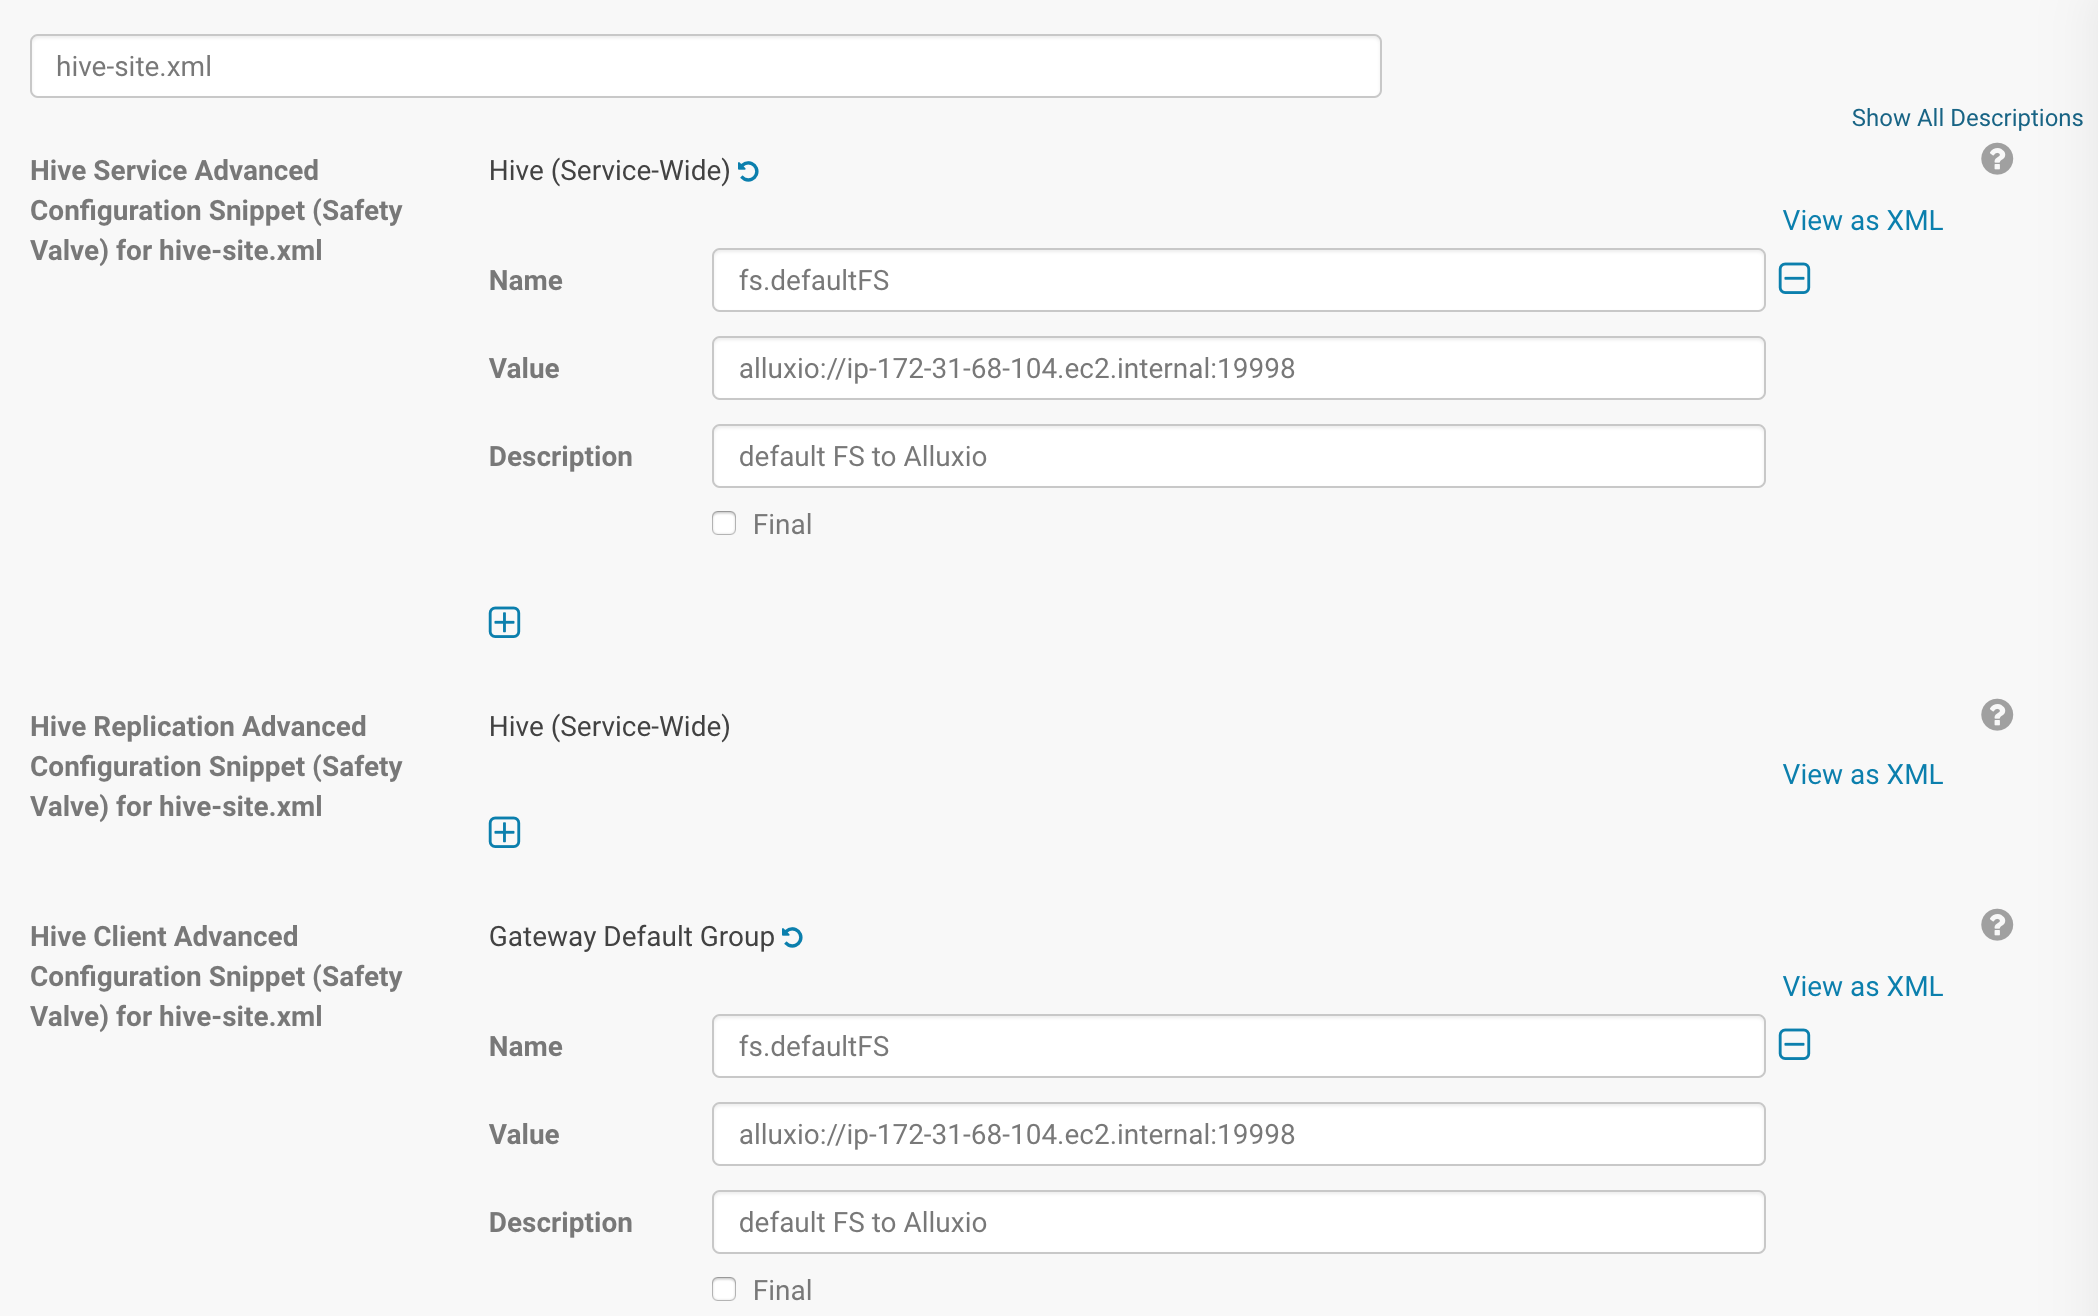 hive-site.xml
Show All Descriptions
Hive Service Advanced
Configuration Snippet (Safety
Valve) for hive-site.xml
Hive (Service-Wide)
View as XML
Name
fs.defaultFS
Value
alluxio://ip-172-31-68-104.ec2.internal:19998
Description
default FS to Alluxio
Final
Hive Replication Advanced
Configuration Snippet (Safety
Valve) for hive-site.xml
Hive (Service-Wide)
View as XML
Hive Client Advanced
Configuration Snippet (Safety
Valve) for hive-site.xml
Gateway Default Group
View as XML
Name
fs.defaultFS
Value
alluxio://ip-172-31-68-104.ec2.internal:19998
Description
default FS to Alluxio
Final